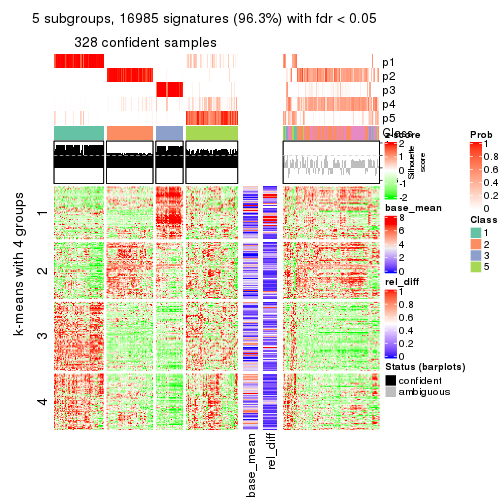 5 subgroups, 16985 signatures (96.3%) with fdr < 0.05
328 confident samples
p1
p2
p3
p4
p5
Class
z-score
2
1
0
-1
-2
Silhouette
score
Prob
1
0.8
0.6
0.4
0.2
0
base_mean
8
6
4
2
0
Class
1
2
3
5
rel_diff
1
0.8
0.6
0.4
0.2
0
Status (barplots)
confident
ambiguous
k-means with 4 groups
1
2
3
4
base_mean
rel_diff